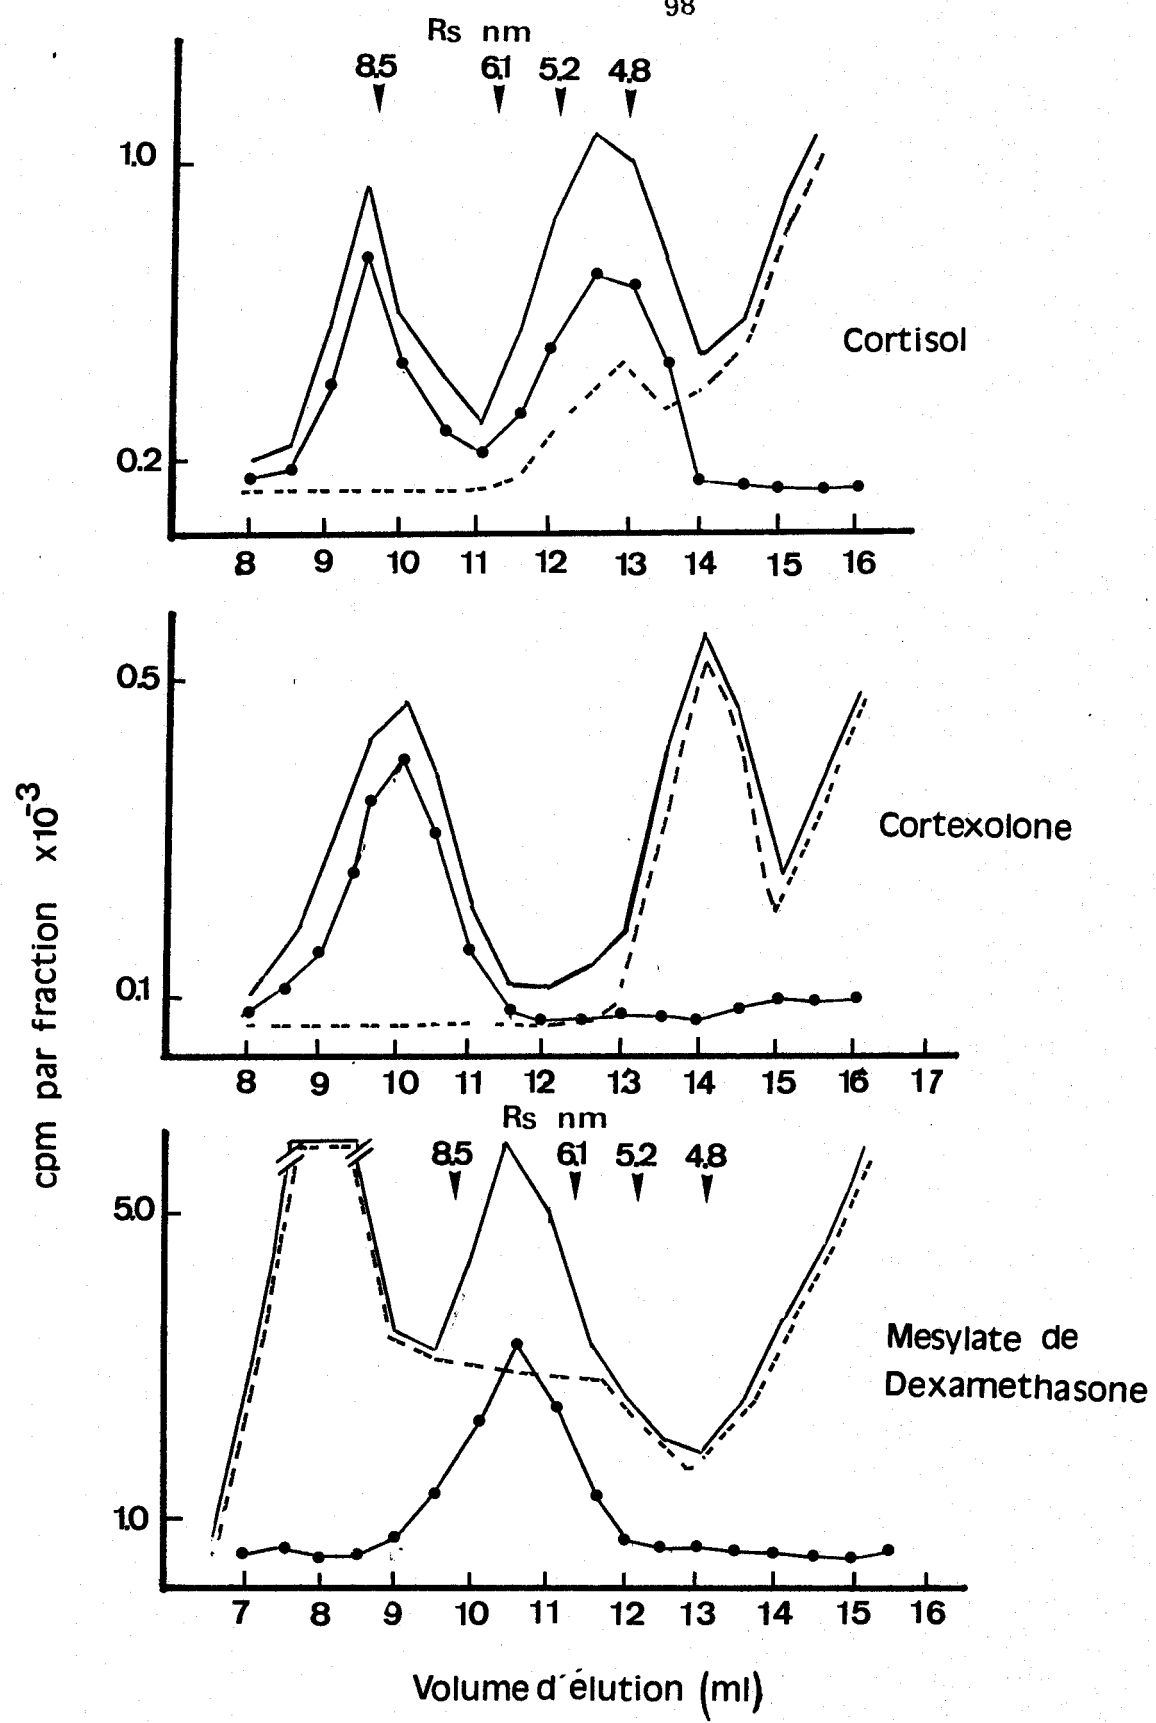 98
Rs nm
8.5 6.1 5.2 4.8
1.0
Cortisol
0.2
8 9 10 11 12 13 14 15 16
0.5
Cortexolone
0.1
8 9 10 11 12 13 14 15 16 17
cpm par fraction x10⁻³
Rs nm
8.5 6.1 5.2 4.8
5.0
Mesylate de
Dexamethasone
1.0
7 8 9 10 11 12 13 14 15 16
Volume d'élution (ml)